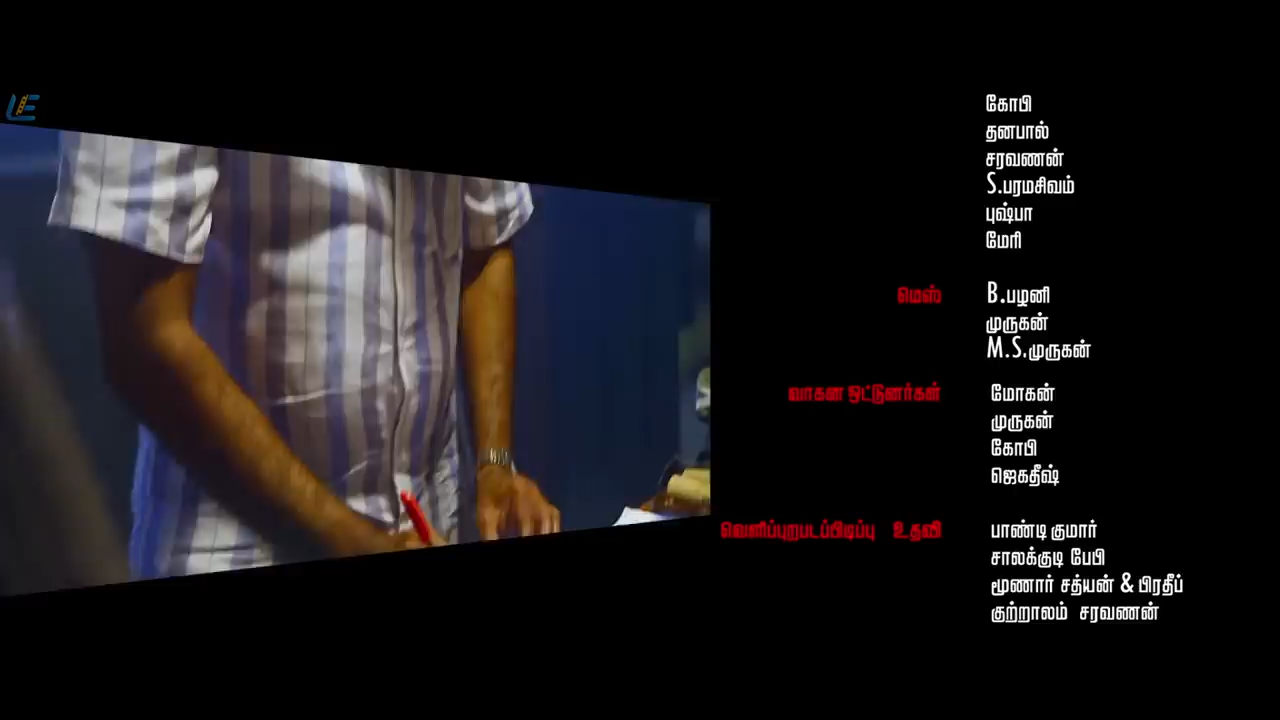 LE
கோபி
தனபால்
சரவணன்
S.பரமசிவம்
புஷ்பா
மேரி
மெஸ் B.பழனி
முருகன்
M.S.முருகன்
வாகன ஓட்டுனர்கள் மோகன்
முருகன்
கோபி
ஜெகதீஷ்
வெளிப்புறபடப்பிடிப்பு உதவி பாண்டி குமார்
சாலக்குடி பேபி
மூணார் சத்யன் & பிரதீப்
குற்றாலம் சரவணன்